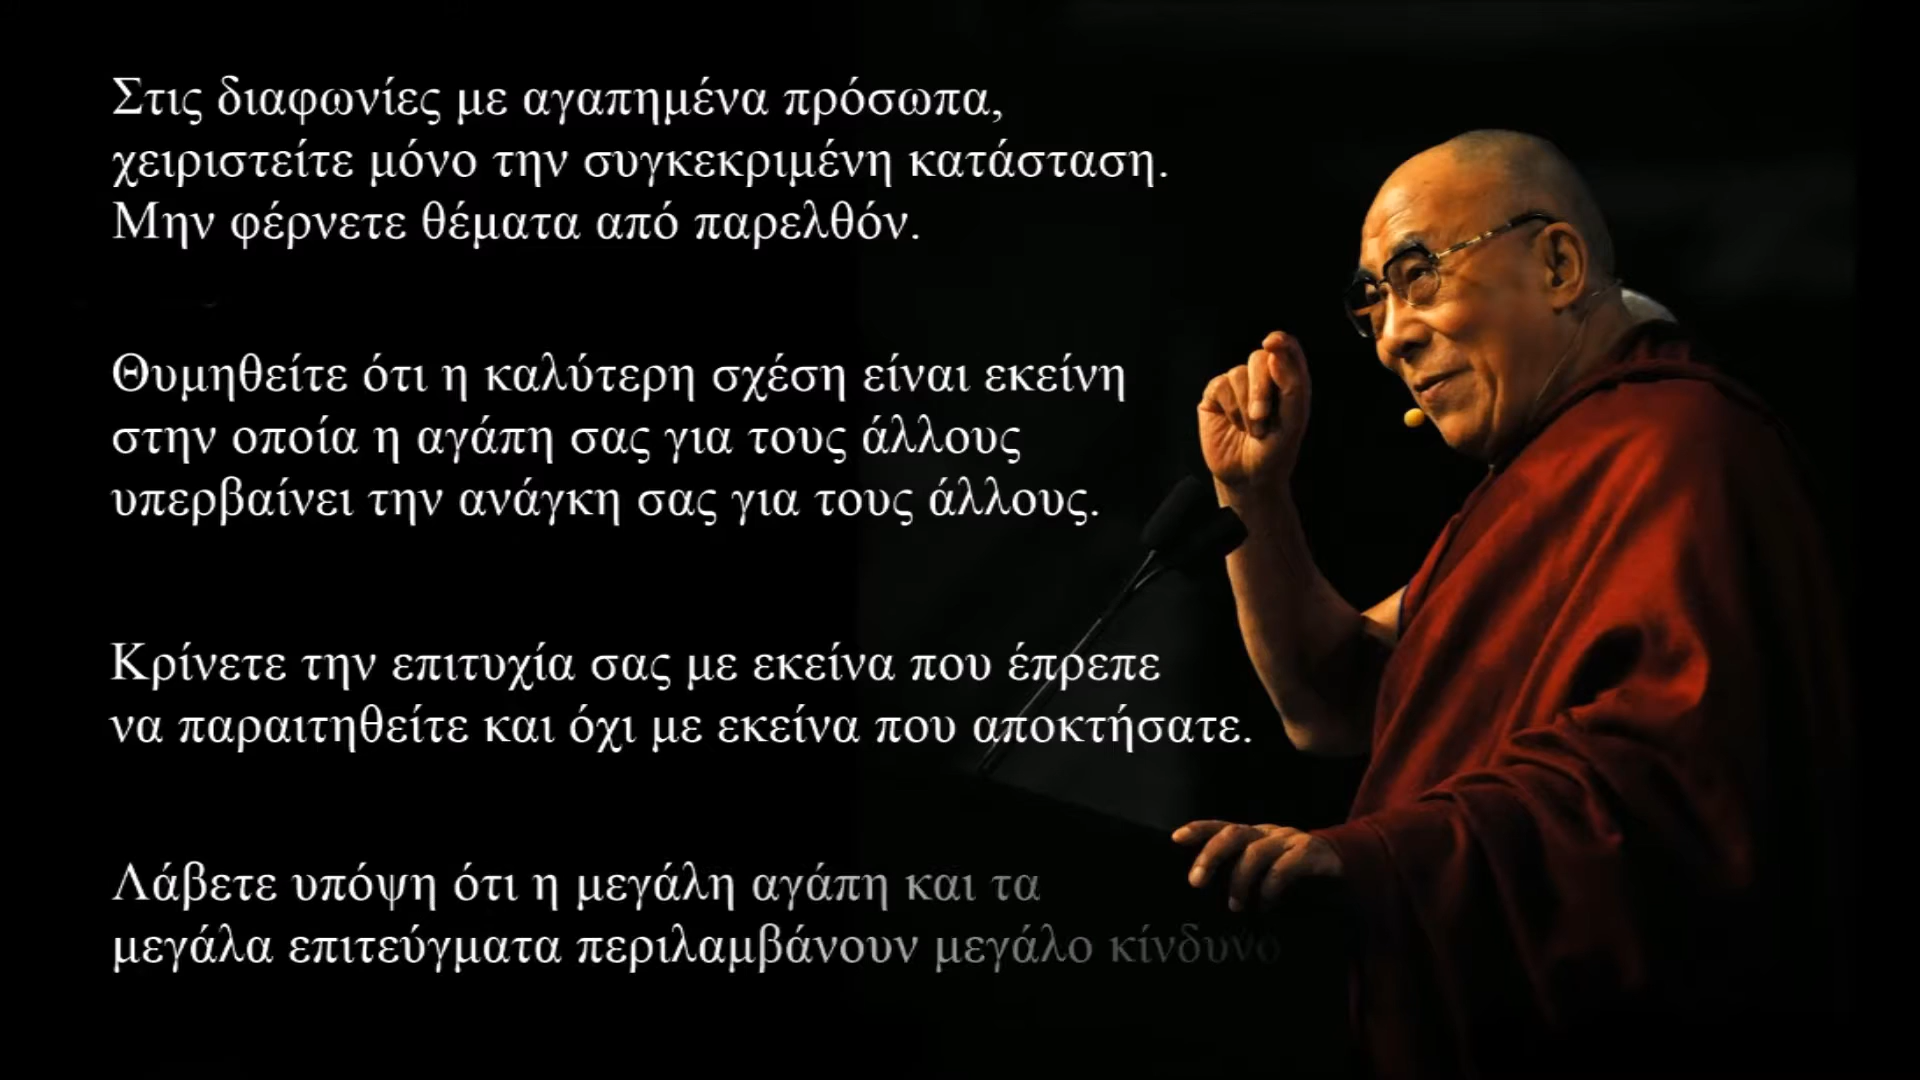 Στις διαφωνίες με αγαπημένα πρόσωπα,
χειριστείτε μόνο την συγκεκριμένη κατάσταση.
Μην φέρνετε θέματα από παρελθόν.
Θυμηθείτε ότι η καλύτερη σχέση είναι εκείνη
στην οποία η αγάπη σας για τους άλλους
υπερβαίνει την ανάγκη σας για τους άλλους.
Κρίνετε την επιτυχία σας με εκείνα που έπρεπε
να παραιτηθείτε και όχι με εκείνα που αποκτήσατε.
Λάβετε υπόψη ότι η μεγάλη αγάπη και τα
μεγάλα επιτεύγματα περιλαμβάνουν μεγάλο κίνδυνο